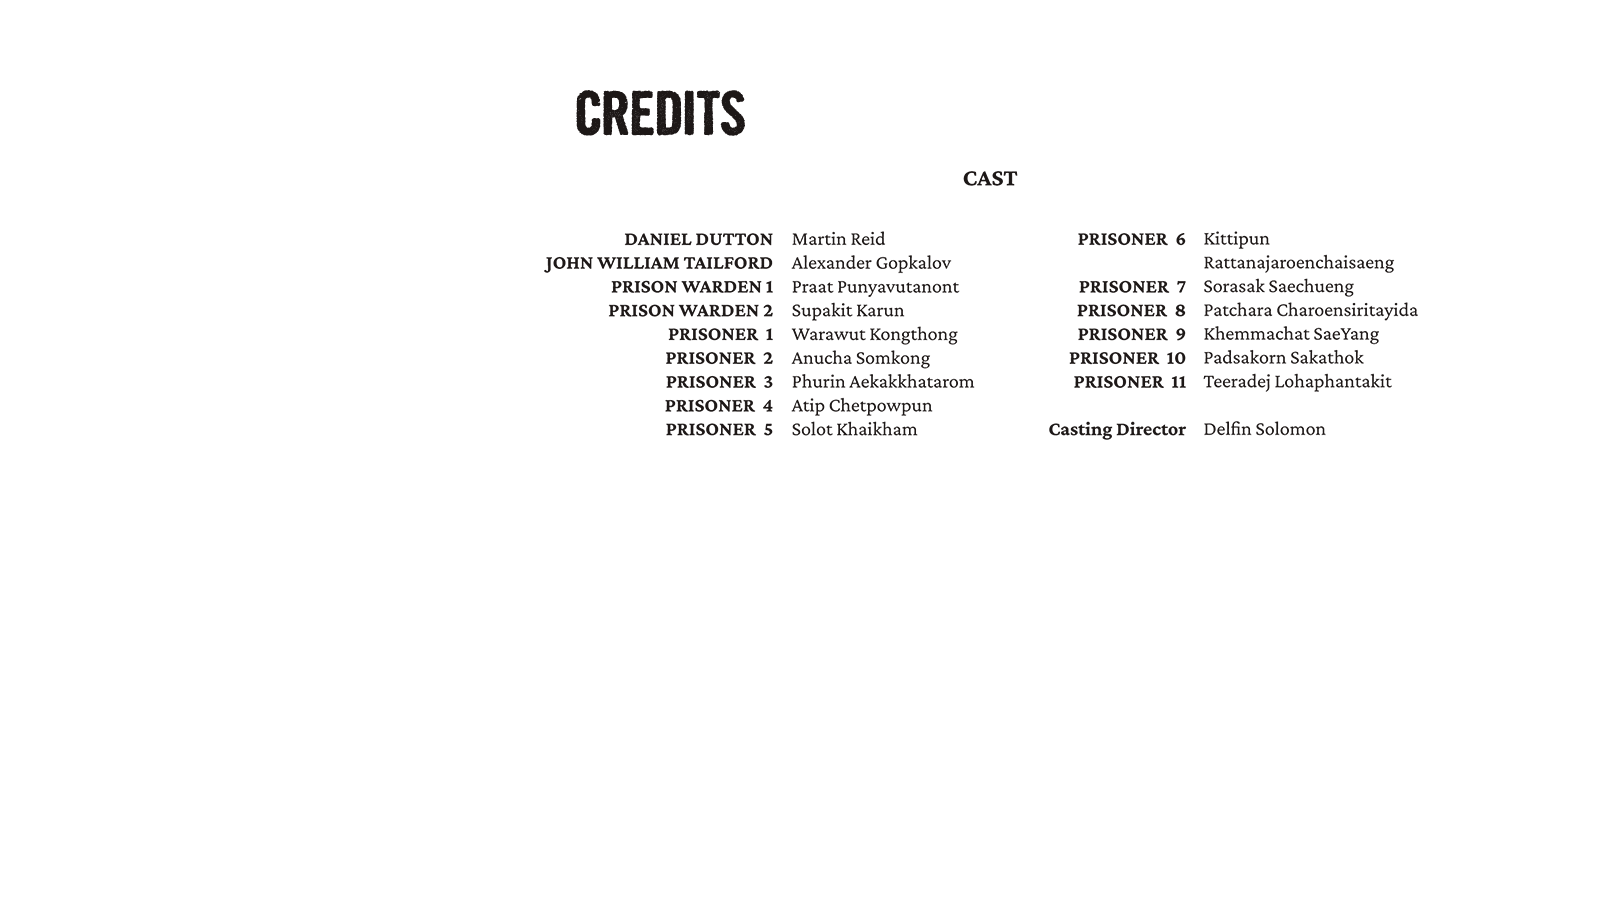 CREDITS
CAST
DANIEL DUTTON Martin Reid
JOHN WILLIAM TAILFORD Alexander Gopkalov
PRISON WARDEN 1 Praat Punyavutanont
PRISON WARDEN 2 Supakit Karun
PRISONER 1 Warawut Kongthong
PRISONER 2 Anucha Somkong
PRISONER 3 Phurin Aekakkhatarom
PRISONER 4 Atip Chetpowpun
PRISONER 5 Solot Khaikham
PRISONER 6 Kittipun
Rattanajaroenchaisaeng
PRISONER 7 Sorasak Saechueng
PRISONER 8 Patchara Charoensiritayida
PRISONER 9 Khemmachat SaeYang
PRISONER 10 Padsakorn Sakathok
PRISONER 11 Teeradej Lohaphantakit
Casting Director Delfin Solomon